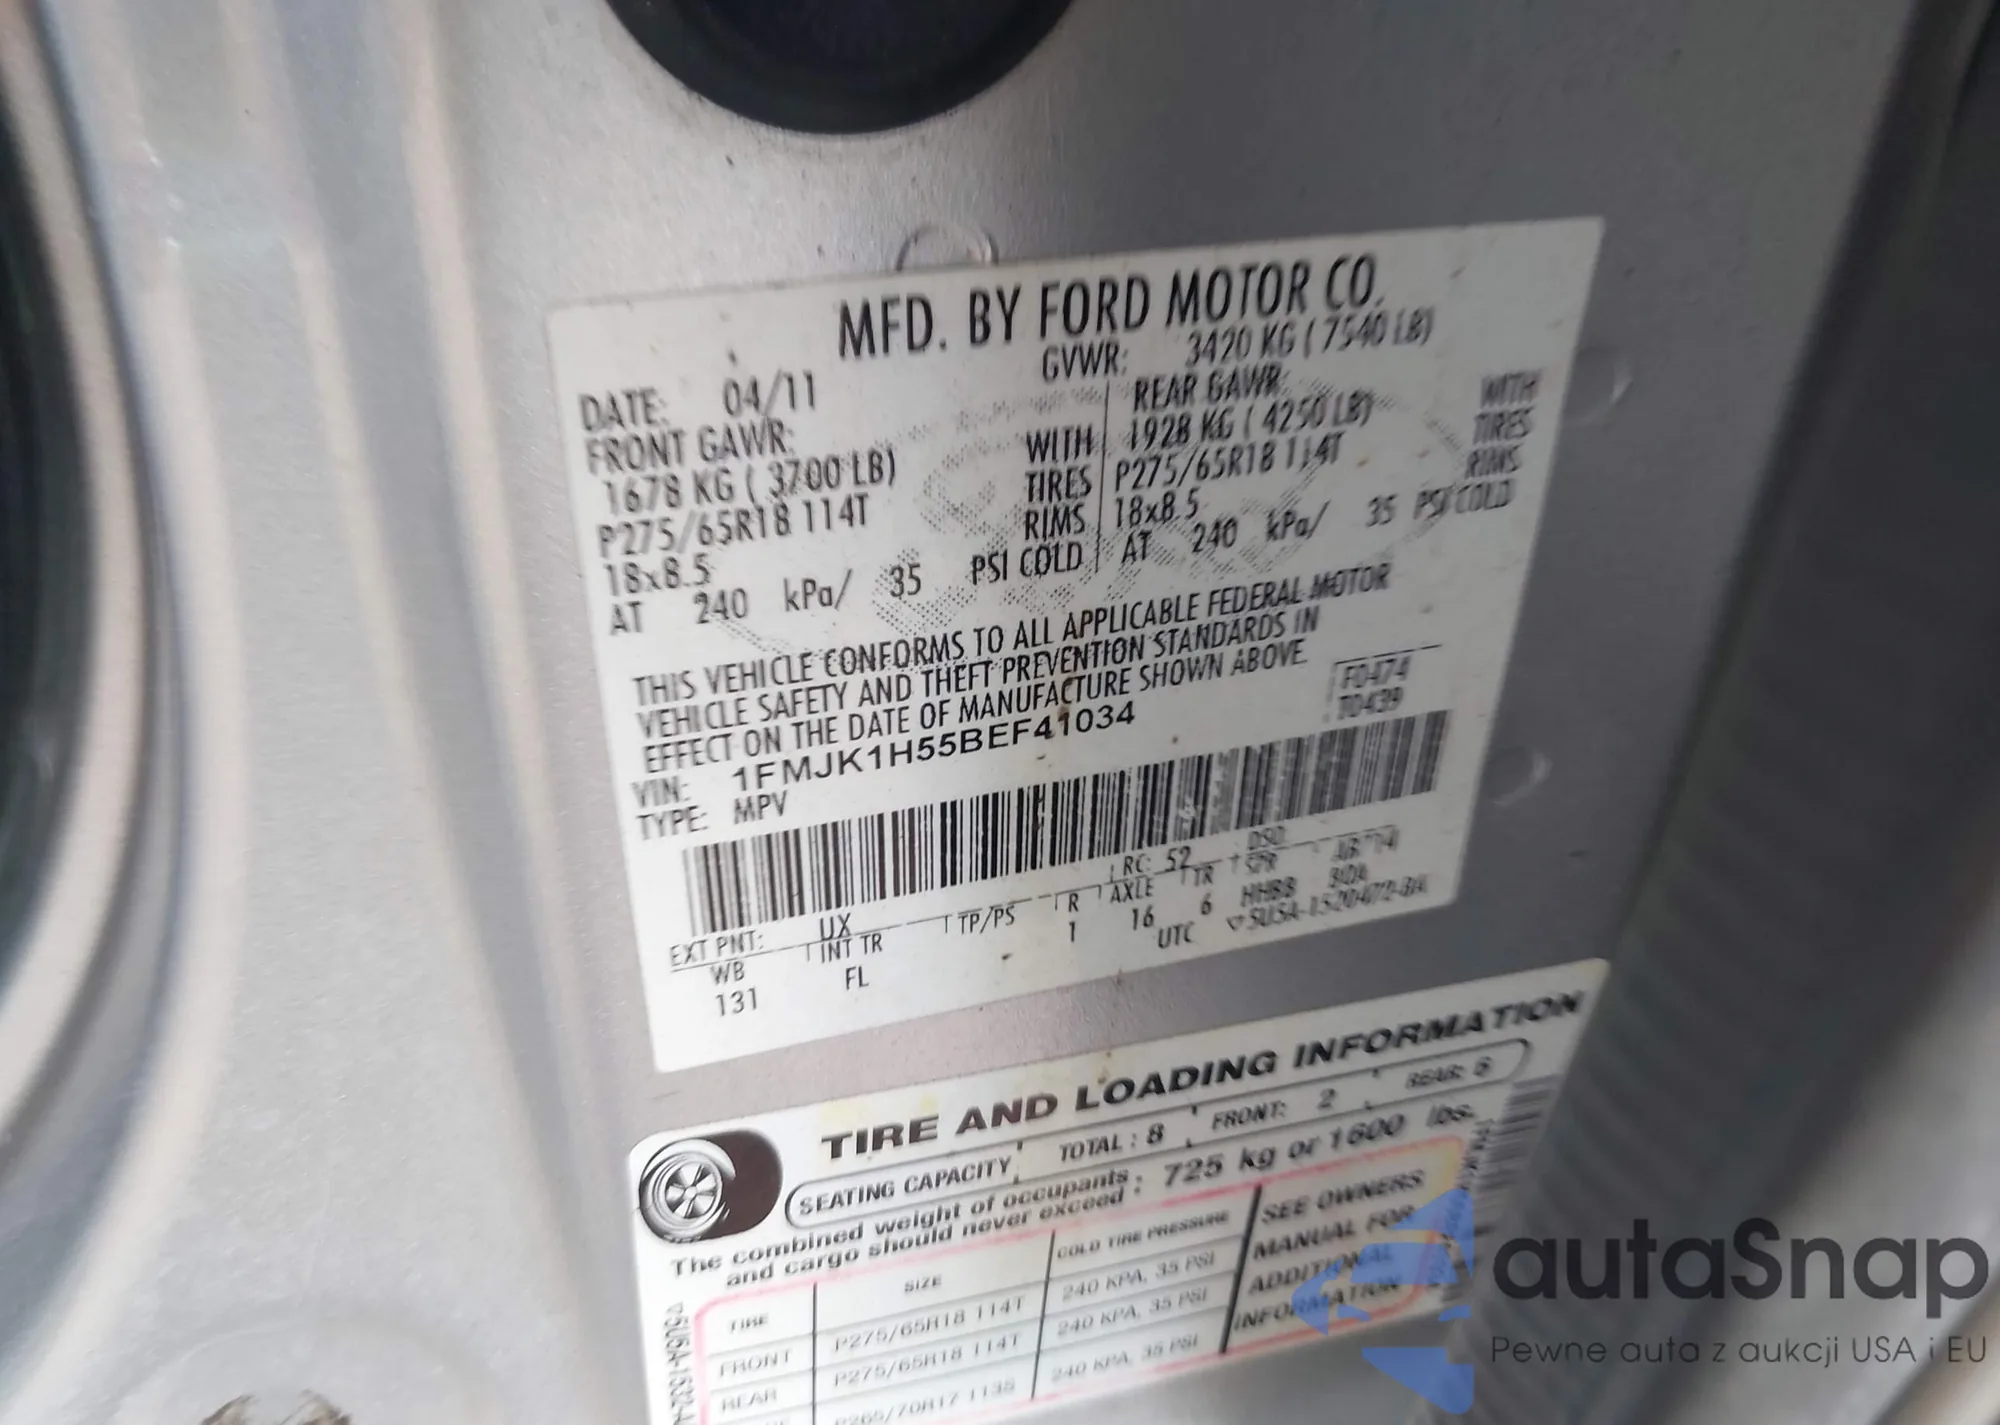 MFD. BY FORD MOTOR CO.
DATE: 04/11 GVWR: 3420 KG ( 7540 LB)
FRONT GAWR: REAR GAWR:
1678 KG ( 3700 LB) WITH 1928 KG ( 4250 LB) WITH
P275/65R18 114T TIRES P275/65R18 114T TIRES
18x8.5 RIMS 18x8.5 RIMS
AT 240 kPa/ 35 PSI COLD AT 240 kPa/ 35 PSI COLD
THIS VEHICLE CONFORMS TO ALL APPLICABLE FEDERAL MOTOR
VEHICLE SAFETY AND THEFT PREVENTION STANDARDS IN
EFFECT ON THE DATE OF MANUFACTURE SHOWN ABOVE.
VIN: 1FMJK1H55BEF41034 F0474
TYPE: MPV T0439
EXT PNT: UX RC: 52 DSO:
WB INT TR TP/PS R AXLE TR SPR
131 FL 1 16 6 HHBB
UTC
TIRE AND LOADING INFORMATION
SEATING CAPACITY TOTAL : 8 FRONT: 2 REAR: 6
The combined weight of occupants and cargo should never exceed : 725 kg or 1600 lbs.
TIRE SIZE COLD TIRE PRESSURE
FRONT P275/65R18 114T 240 KPA, 35 PSI
REAR P275/65R18 114T 240 KPA, 35 PSI
P265/70R17 113S 240 KPA, 35 PSI
SEE OWNERS
MANUAL FOR
ADDITIONAL
INFORMATION
autaSnap
Pewne auta z aukcji USA i EU